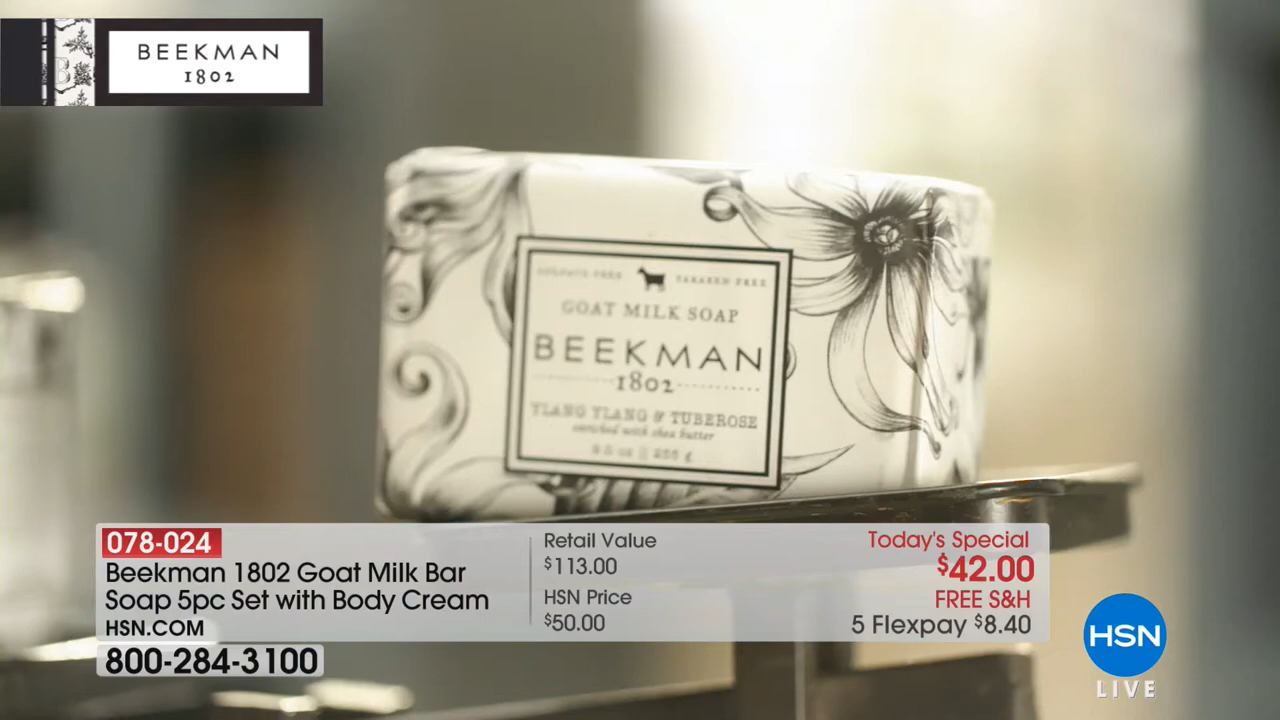 BEEKMAN
1802
SULFATE FREE PARABEN FREE
GOAT MILK SOAP
BEEKMAN
1802
YLANG YLANG & TUBEROSE
enriched with shea butter
078-024
Beekman 1802 Goat Milk Bar
Soap 5pc Set with Body Cream
HSN.COM
800-284-3100
Retail Value
$113.00
HSN Price
$50.00
Today's Special
$42.00
FREE S&H
5 Flexpay $8.40
HSN
LIVE